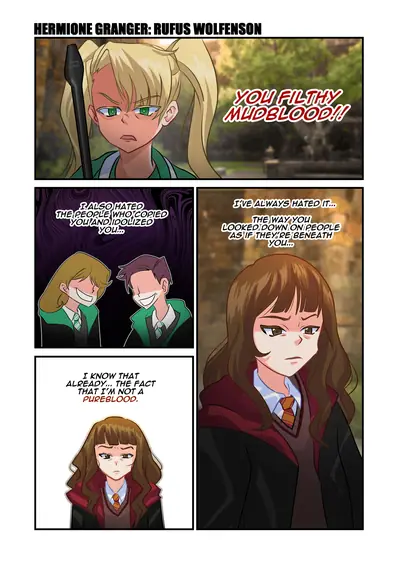 HERMIONE GRANGER: RUFUS WOLFENSON
YOU FILTHY
MUDBLOOD!!
I ALSO HATED
THE PEOPLE WHO COPIED
YOU AND IDOLIZED
YOU...
I'VE ALWAYS HATED IT...
THE WAY YOU
LOOKED DOWN ON PEOPLE
AS IF THEY'RE BENEATH
YOU...
I KNOW THAT
ALREADY... THE FACT
THAT I'M NOT A
PUREBLOOD.